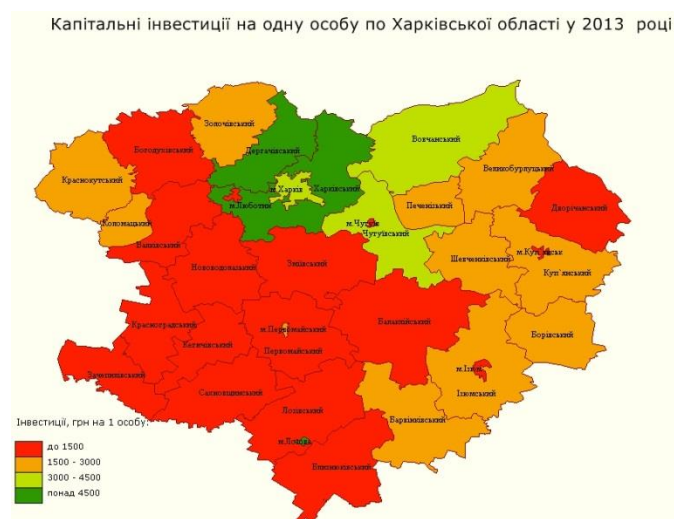 Капітальні інвестиції на одну особу по Харківської області у 2013 році
Золочівський
Богодухівський
Дергачівський
Вовчанський
Великобурлуцький
Краснокутський
м.Харків
Харківський
м.Люботин
Печенізький
Дворічанський
Коломацький
м.Чугуїв
Чугуївський
Валківський
м.Куп'янськ
Шевченківський
Зміївський
Нововодолазький
Куп'янський
Красноградський
Балаклійський
Борівський
м.Первомайський
Кегичівський
Первомайський
м.Ізюм
Зачепилівський
Ізюмський
Сахновщинський
Лозівський
Барвінківський
м.Лозова
Близнюківський
Інвестиції, грн на 1 особу:
до 1500
1500 - 3000
3000 - 4500
понад 4500